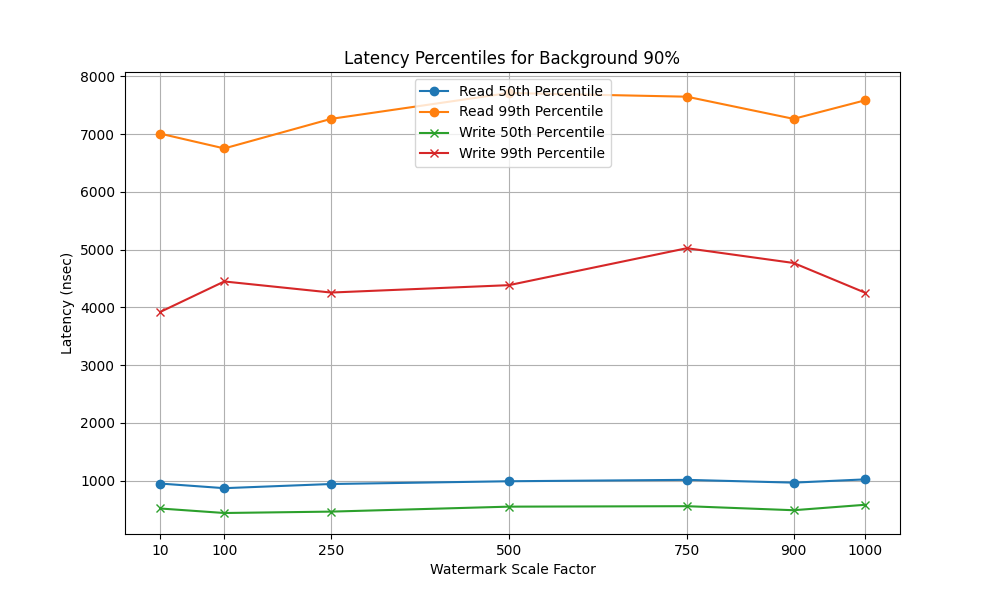 Latency Percentiles for Background 90%
8000
7000
6000
5000
4000
3000
2000
1000
Latency (nsec)
Read 50th Percentile
Read 99th Percentile
Write 50th Percentile
Write 99th Percentile
10 100 250 500 750 900 1000
Watermark Scale Factor